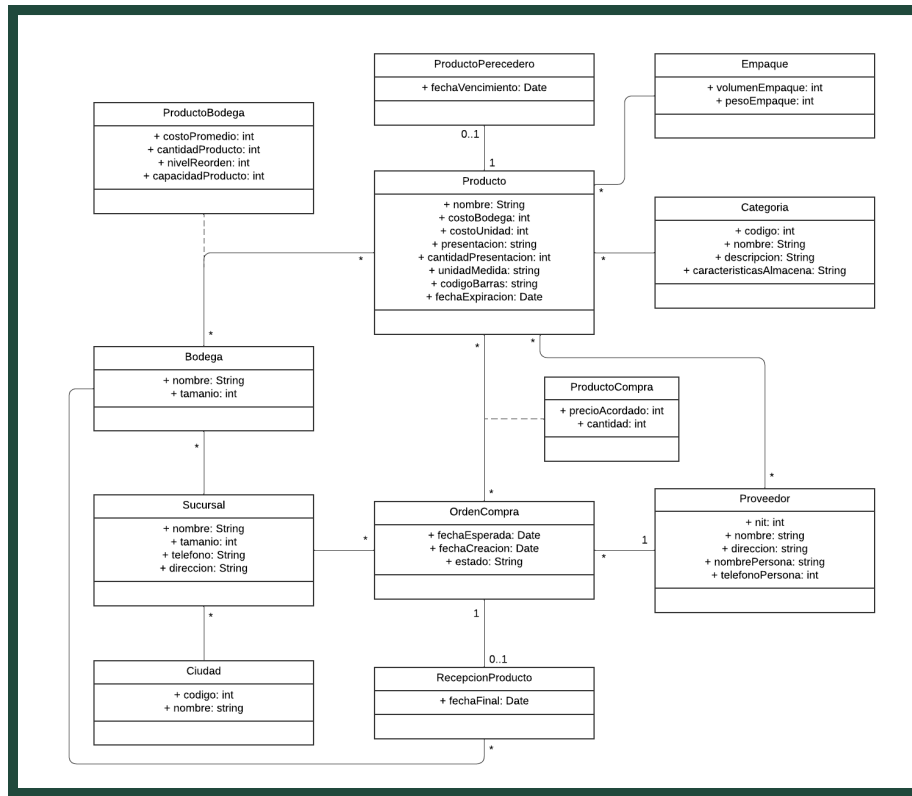 ProductoPerecedero
+ fechaVencimiento: Date
0..1
1
Empaque
+ volumenEmpaque: int
+ pesoEmpaque: int
*
ProductoBodega
+ costoPromedio: int
+ cantidadProducto: int
+ nivelReorden: int
+ capacidadProducto: int
Producto
+ nombre: String
+ costoBodega: int
+ costoUnidad: int
+ presentacion: string
+ cantidadPresentacion: int
+ unidadMedida: string
+ codigoBarras: string
+ fechaExpiracion: Date
*
*
*
*
Categoria
+ codigo: int
+ nombre: String
+ descripcion: String
+ caracteristicasAlmacena: String
*
Bodega
+ nombre: String
+ tamanio: int
*
ProductoCompra
+ precioAcordado: int
+ cantidad: int
*
*
Sucursal
+ nombre: String
+ tamanio: int
+ telefono: String
+ direccion: String
*
*
OrdenCompra
+ fechaEsperada: Date
+ fechaCreacion: Date
+ estado: String
*
1
1
0..1
Proveedor
+ nit: int
+ nombre: string
+ direccion: string
+ nombrePersona: string
+ telefonoPersona: int
Ciudad
+ codigo: int
+ nombre: string
RecepcionProducto
+ fechaFinal: Date
*